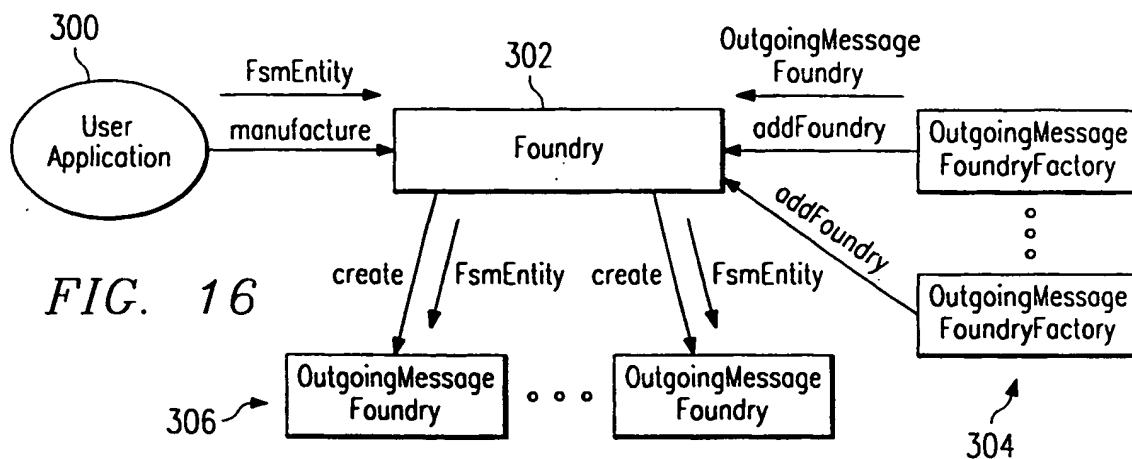 300
FsmEntity
User
Application
manufacture
302
Foundry
OutgoingMessage
Foundry
addFoundry
OutgoingMessage
FoundryFactory
addFoundry
OutgoingMessage
FoundryFactory
304
create
FsmEntity
create
FsmEntity
FIG. 16
306
OutgoingMessage
Foundry
OutgoingMessage
Foundry